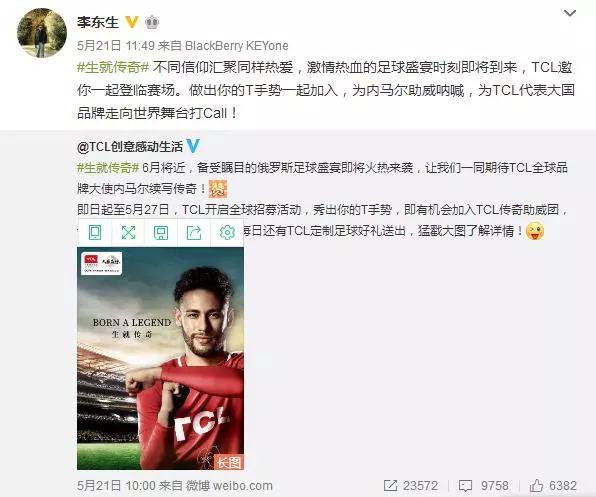 李东生
5月21日 11:49 来自 BlackBerry KEYone
#生就传奇# 不同信仰汇聚同样热爱，激情热血的足球盛宴时刻即将到来，TCL邀
你一起登临赛场。做出你的T手势一起加入，为内马尔助威呐喊，为TCL代表大国
品牌走向世界舞台打Call！
@TCL创意感动生活
#生就传奇# 6月将近，备受瞩目的俄罗斯足球盛宴即将火热来袭，让我们一同期待TCL全球品
牌大使内马尔续写传奇！
即日起至5月27日，TCL开启全球招募活动，秀出你的T手势，即有机会加入TCL传奇助威团，
每日还有TCL定制足球好礼送出，猛戳大图了解详情！
TCL
BORN A LEGEND
生就传奇
TCL
长图
5月21日 10:00 来自 微博 weibo.com
23572
9758
6382